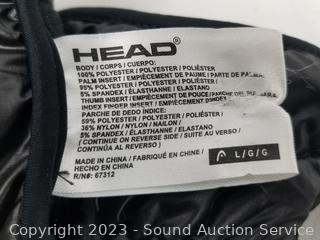 HEAD
BODY / CORPS / CUERPO:
100% POLYESTER / POLYESTER / POLIÉSTER
PALM INSERT / EMPIÈCEMENT DE PAUME / PARTE DE PALMA:
95% POLYESTER / POLYESTER / POLIÉSTER
5% SPANDEX / ÉLASTHANNE / ELASTANO
THUMB INSERT / EMPIÈCEMENT DE POUCE / PARCHE DEL PULGAR &
INDEX FINGER INSERT / EMPIÈCEMENT D'INDEX /
PARCHE DE DEDO ÍNDICE:
59% POLYESTER / POLYESTER / POLIÉSTER
36% NYLON / NYLON / NAILON
5% SPANDEX / ÉLASTHANNE / ELASTANO
( CONTINUE ON REVERSE SIDE / SUITE AU VERSO /
CONTINÚA AL REVERSO )
MADE IN CHINA / FABRIQUÉ EN CHINE /
HECHO EN CHINA
R/N#: 67312
L/G/G
Copyright 2023 - Sound Auction Service